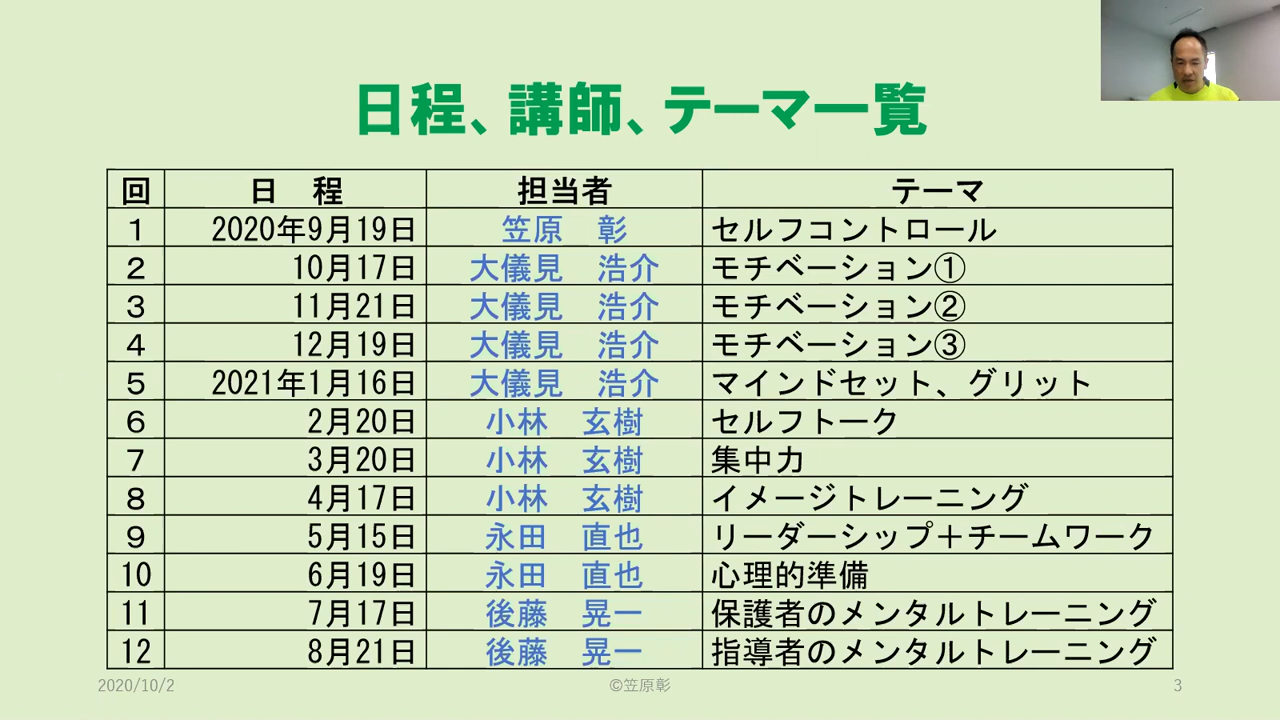 日程、講師、テーマ一覧
回 日　程 担当者 テーマ
1 2020年9月19日 笠原　彰 セルフコントロール
2 10月17日 大儀見　浩介 モチベーション①
3 11月21日 大儀見　浩介 モチベーション②
4 12月19日 大儀見　浩介 モチベーション③
5 2021年1月16日 大儀見　浩介 マインドセット、グリット
6 2月20日 小林　玄樹 セルフトーク
7 3月20日 小林　玄樹 集中力
8 4月17日 小林　玄樹 イメージトレーニング
9 5月15日 永田　直也 リーダーシップ＋チームワーク
10 6月19日 永田　直也 心理的準備
11 7月17日 後藤　晃一 保護者のメンタルトレーニング
12 8月21日 後藤　晃一 指導者のメンタルトレーニング
2020/10/2 ©笠原彰 3